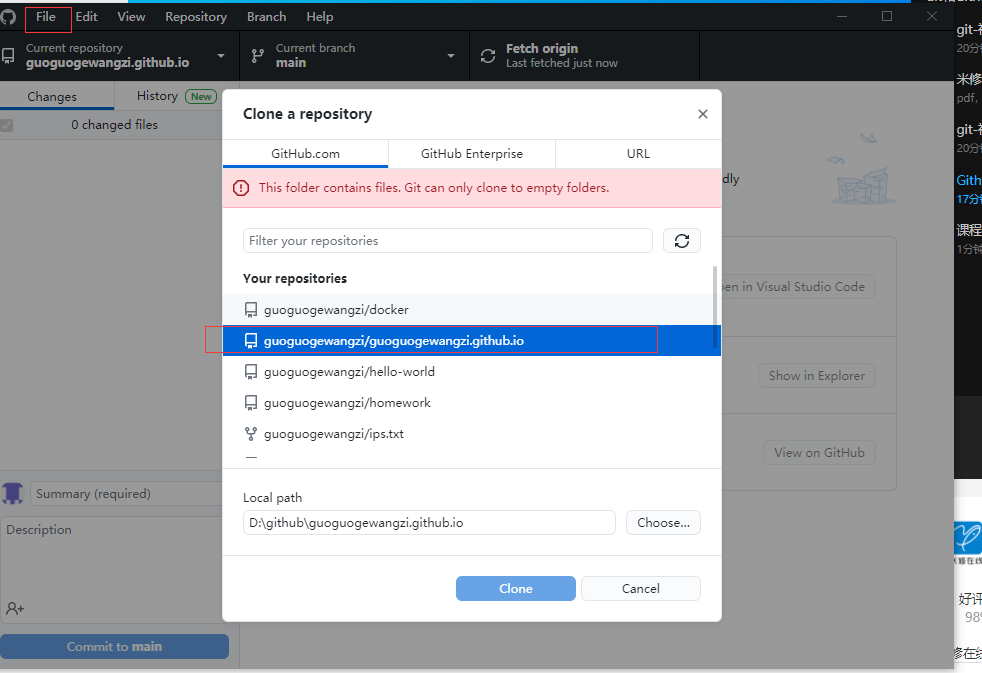 File Edit View Repository Branch Help
Current repository
guoguogewangzi.github.io
Current branch
main
Fetch origin
Last fetched just now
Changes
History New
0 changed files
Clone a repository
GitHub.com GitHub Enterprise URL
This folder contains files. Git can only clone to empty folders.
dly
Filter your repositories
Your repositories
guoguogewangzi/docker
guoguogewangzi/guoguogewangzi.github.io
guoguogewangzi/hello-world
guoguogewangzi/homework
guoguogewangzi/ips.txt
en in Visual Studio Code
Show in Explorer
View on GitHub
Local path
D:\github\guoguogewangzi.github.io
Choose...
Clone
Cancel
Summary (required)
Description
Commit to main
git-
20分
米修
pdf,
git-
20分
Gith
17分
课程
1分钟
好评
98%
修在线